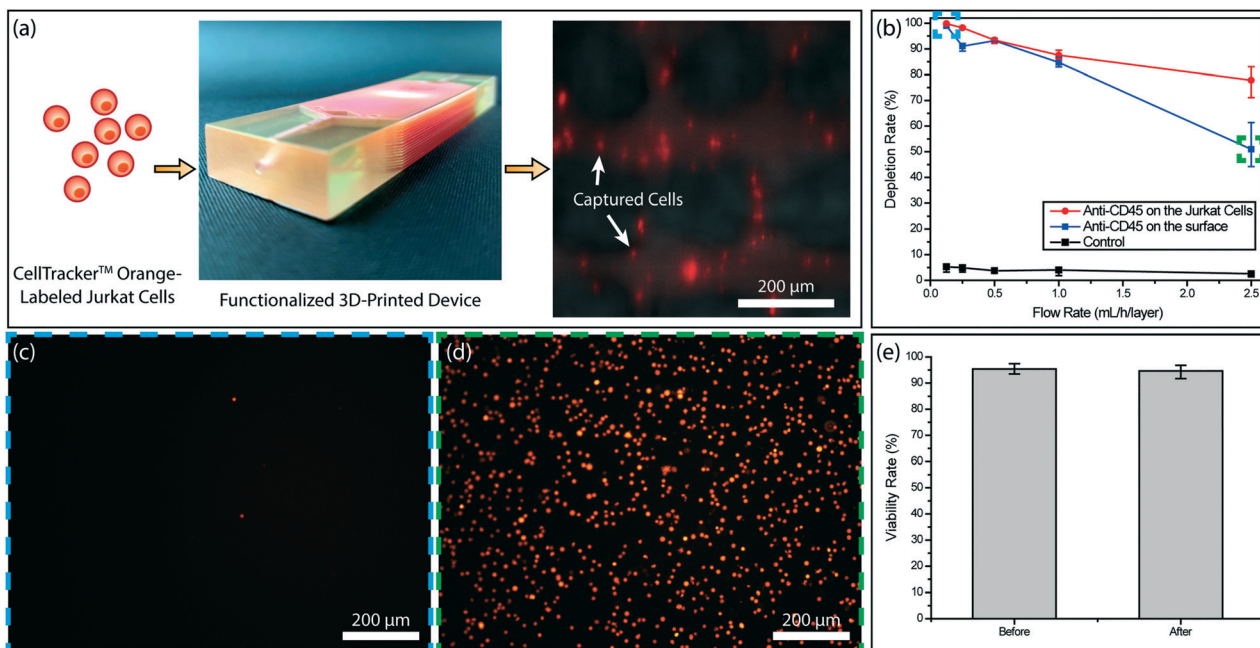 (a)
CellTracker™ Orange-
Labeled Jurkat Cells
Functionalized 3D-Printed Device
Captured Cells
200 µm
(b)
Depletion Rate (%)
100
90
80
70
60
50
40
30
20
10
0
Anti-CD45 on the Jurkat Cells
Anti-CD45 on the surface
Control
0.0 0.5 1.0 1.5 2.0 2.5
Flow Rate (mL/h/layer)
(c)
200 µm
(d)
200 µm
(e)
Viability Rate (%)
100
90
80
70
60
50
40
30
20
10
0
Before After